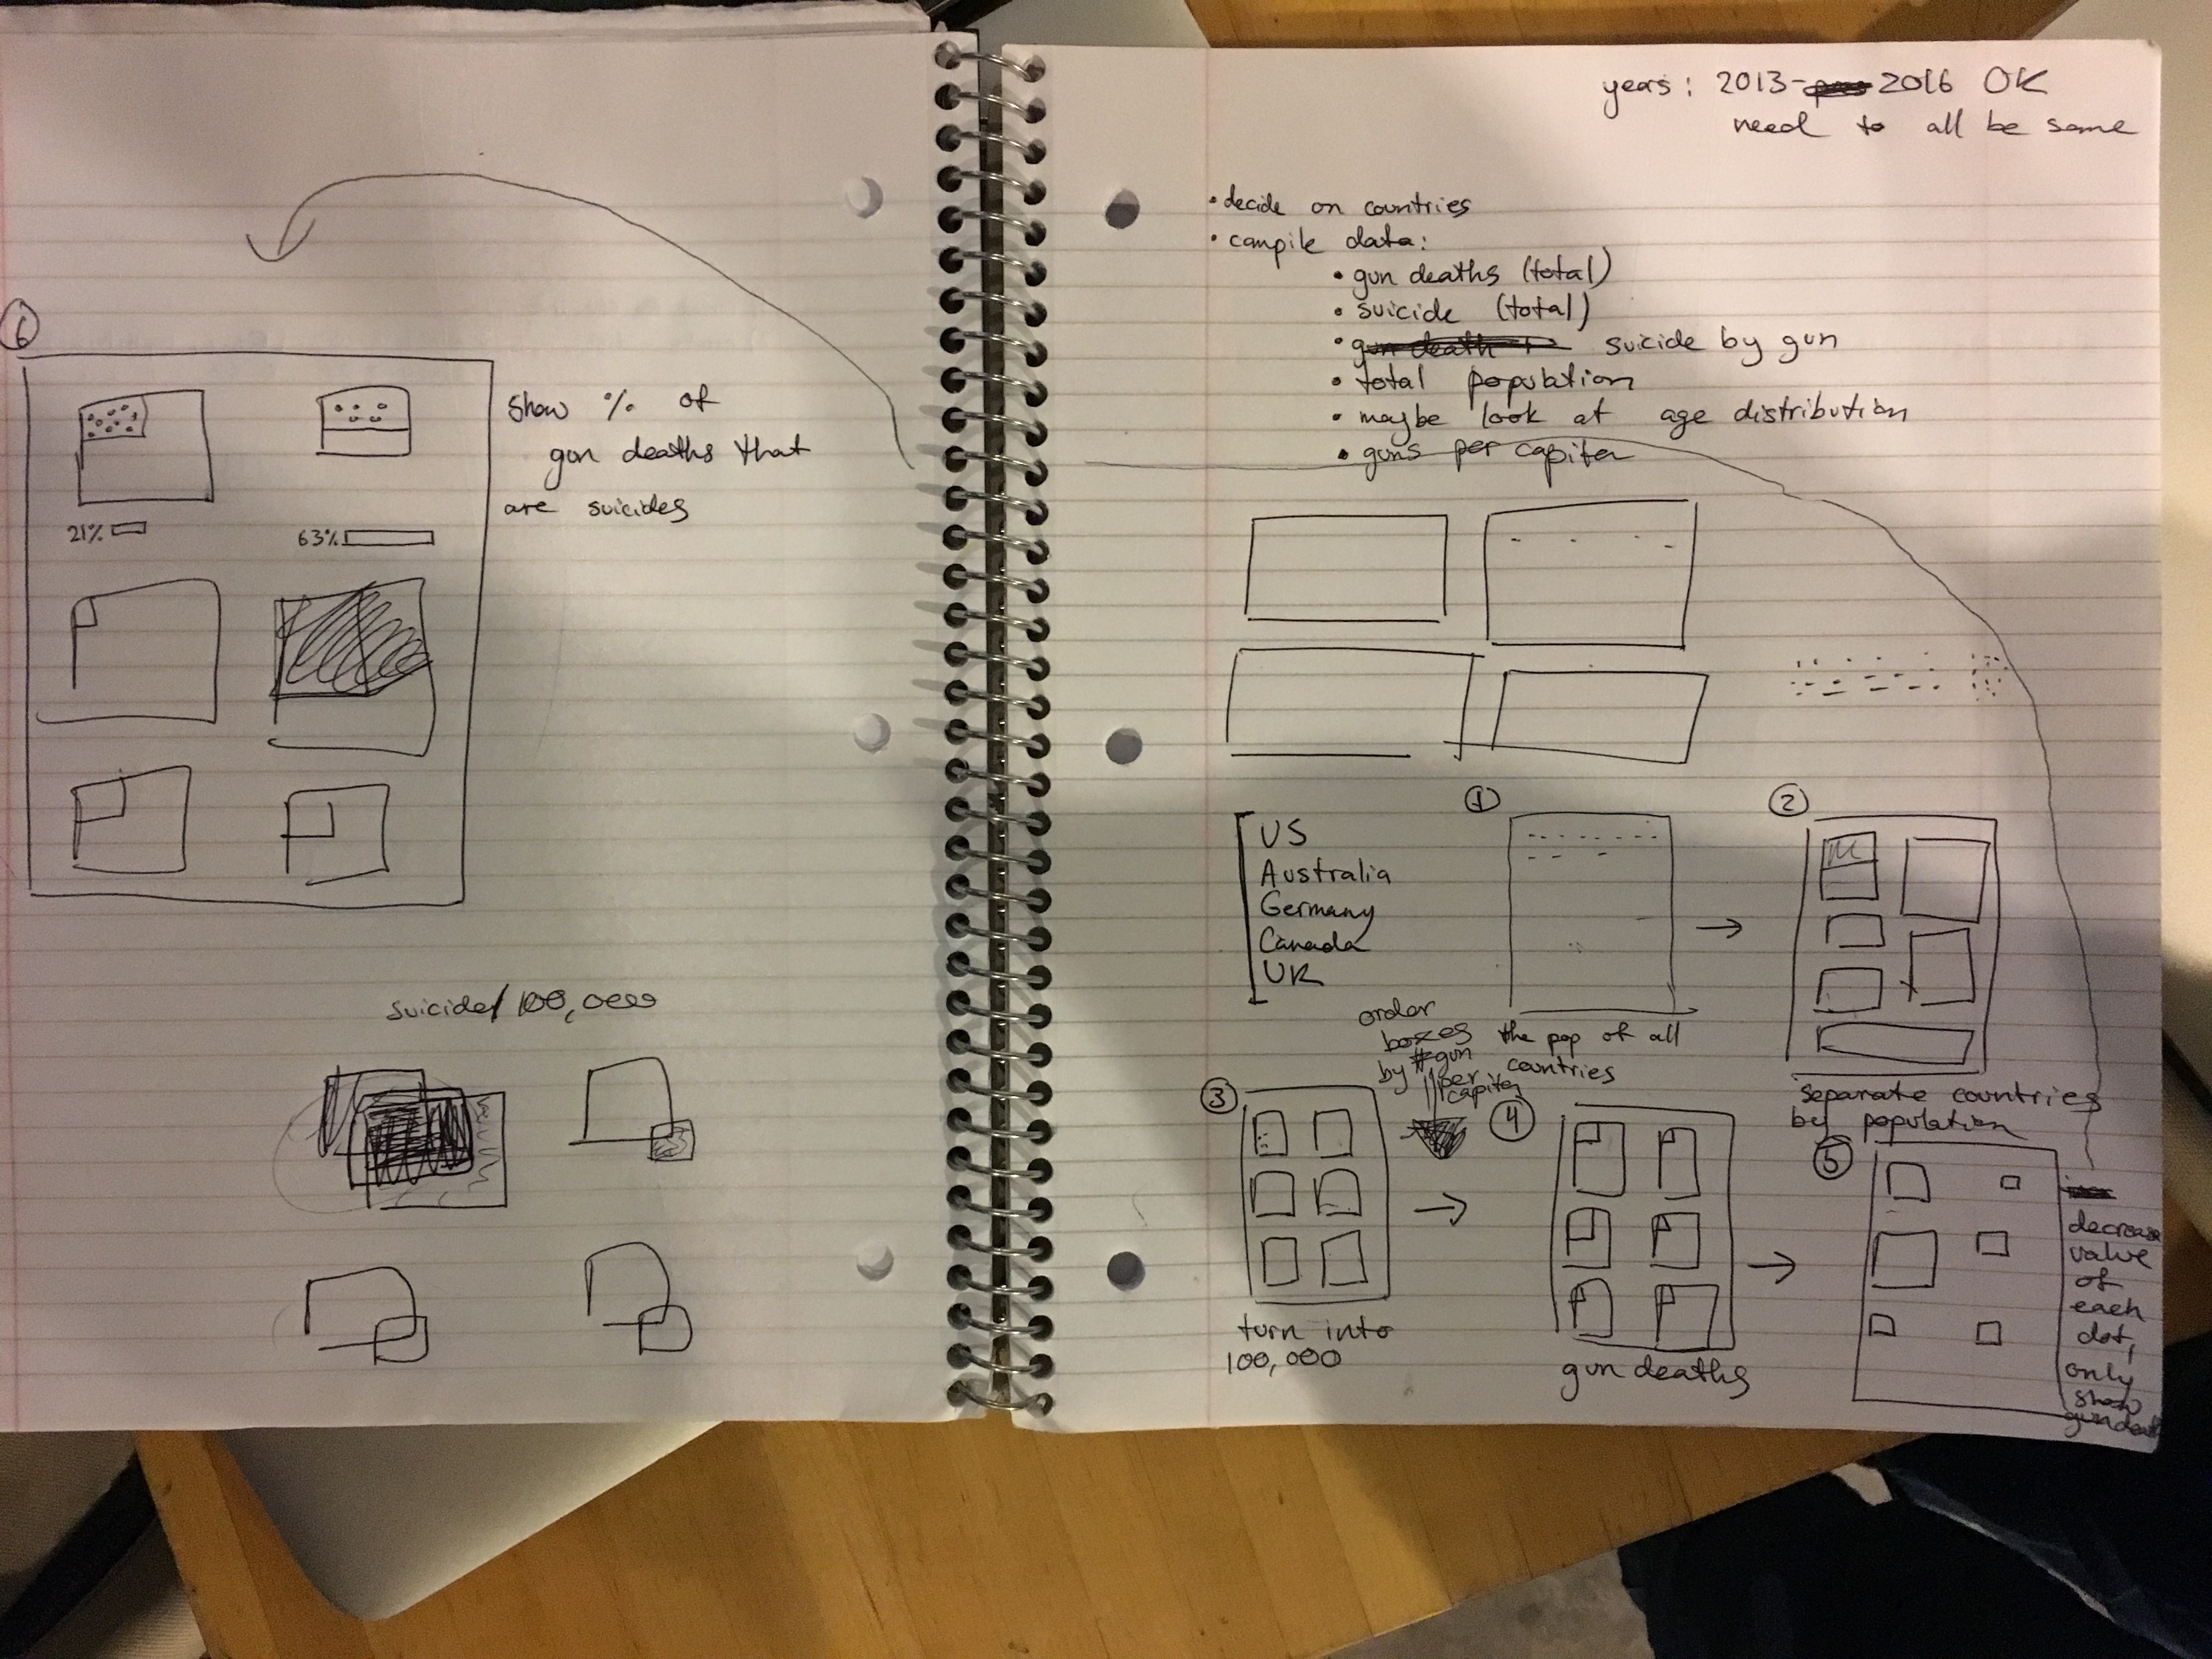 6
show % of
gun deaths that
are suicides
21%
63%
suicide/100,000
years: 2013-2016 OK
need to all be same
• decide on countries
• compile data:
• gun deaths (total)
• suicide (total)
• gun death suicide by gun
• total population
• maybe look at age distribution
• guns per capita
US
Australia
Germany
Canada
UK
1
the pop of all
countries
2
separate countries
by population
order
boxes
by #gun
per
capita
3
turn into
100,000
4
gun deaths
5
decrease
value
of
each
dot,
only
show
gun death